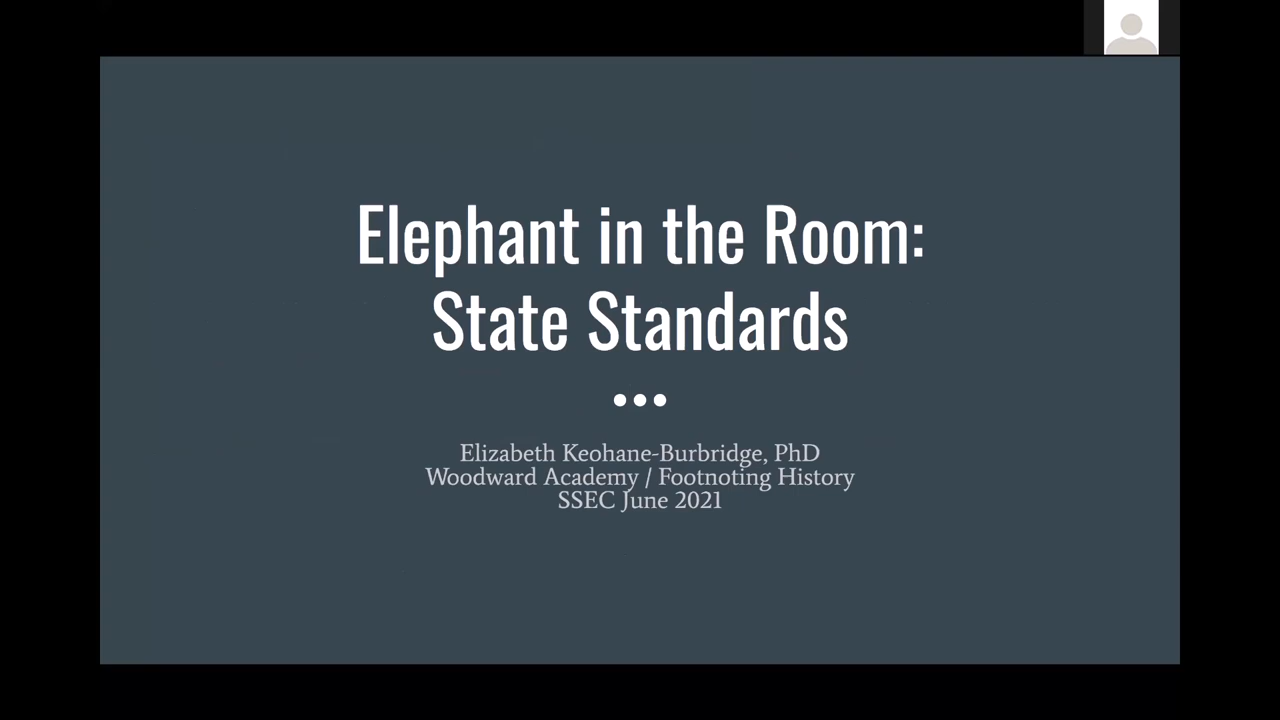 Elephant in the Room:
State Standards
Elizabeth Keohane-Burbridge, PhD
Woodward Academy / Footnoting History
SSEC June 2021